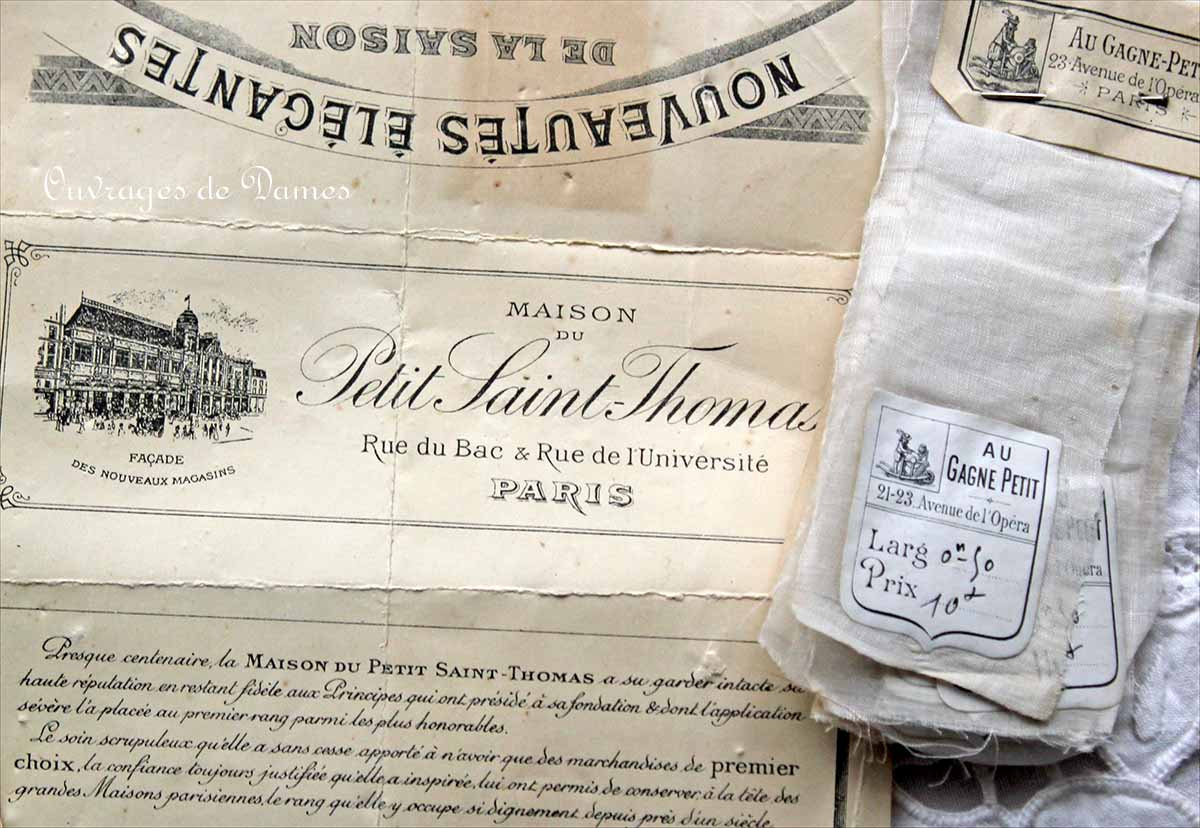 DE LA SAISON
NOUVEAUTÉS ÉLÉGANTES
Ouvrages de Dames
FAÇADE
DES NOUVEAUX MAGASINS
MAISON
DU
Petit Saint-Thomas
Rue du Bac & Rue de l'Université
PARIS
Presque centenaire, la MAISON DU PETIT SAINT-THOMAS a su garder intacte sa
haute réputation en restant fidèle aux Principes qui ont présidé à sa fondation & dont l'application
sévère l'a placée au premier rang parmi les plus honorables.
Le soin scrupuleux qu'elle a sans cesse apporté à n'avoir que des marchandises de premier
choix, la confiance toujours justifiée qu'elle a inspirée, lui ont permis de conserver, à la tête des
grandes Maisons parisiennes, le rang qu'elle y occupe si dignement depuis près d'un siècle.
AU GAGNE-PETI
23. Avenue de l'Opéra
PARIS
AU
GAGNE PETIT
21-23. Avenue de l'Opéra
Larg 0m50
Prix 10